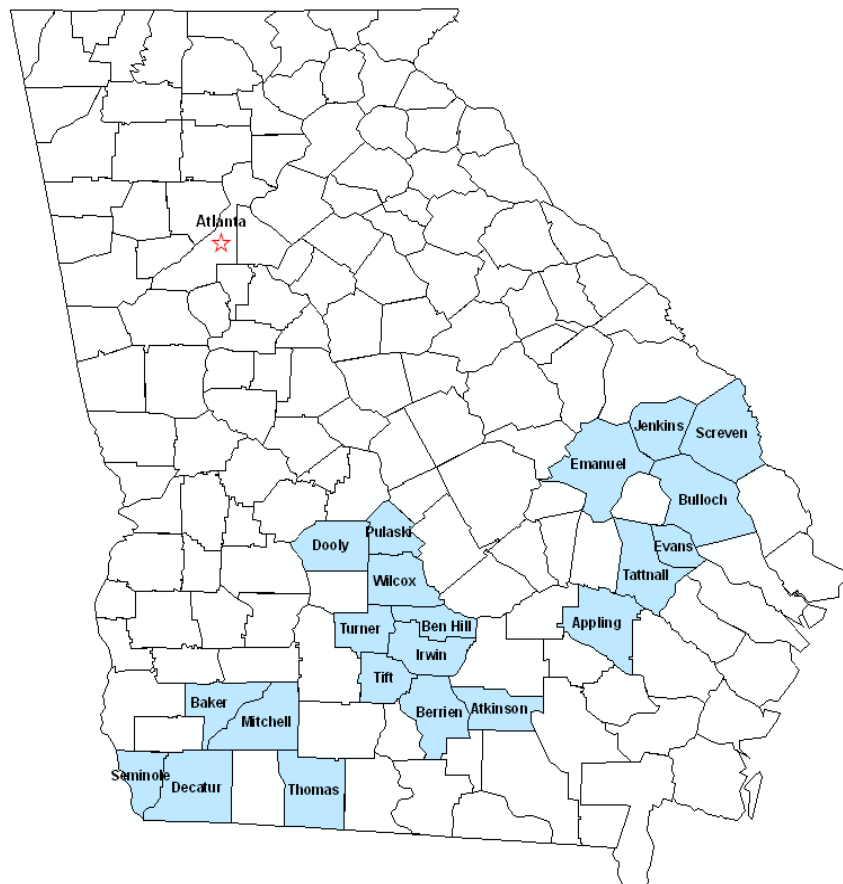 Atlanta
Jenkins
Screven
Emanuel
Bulloch
Pulaski
Dooly
Evans
Wilcox
Tattnall
Turner
Ben Hill
Appling
Irwin
Tift
Baker
Atkinson
Berrien
Mitchell
Seminole
Decatur
Thomas